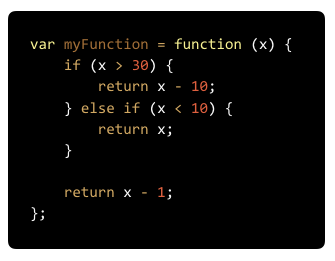 var myFunction = function (x) {
    if (x > 30) {
        return x - 10;
    } else if (x < 10) {
        return x;
    }

    return x - 1;
};